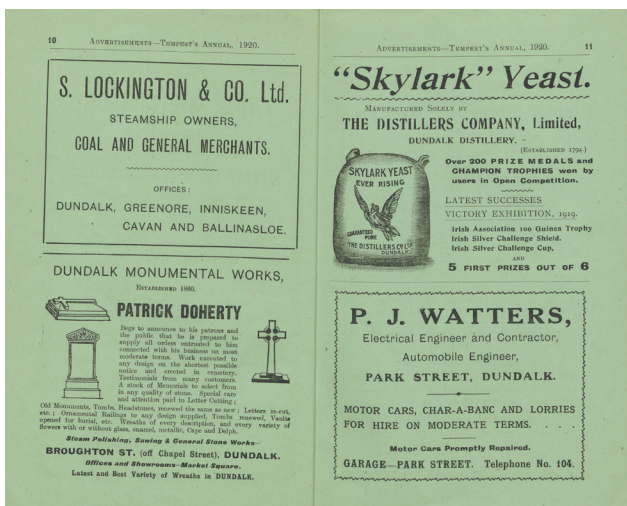 10 ADVERTISEMENTS—TEMPEST'S ANNUAL, 1920.
S. LOCKINGTON & CO. Ltd.
STEAMSHIP OWNERS,
COAL AND GENERAL MERCHANTS.
OFFICES:
DUNDALK, GREENORE, INNISKEEN,
CAVAN AND BALLINASLOE.
DUNDALK MONUMENTAL WORKS,
ESTABLISHED 1860.
PATRICK DOHERTY
Begs to announce to his patrons and
the public that he is prepared to
supply all orders entrusted to him
connected with his business on most
moderate terms. Work executed to
any design on the shortest possible
notice and erected in cemetery.
Testimonials from many customers.
A stock of Memorials to select from
in any quality of stone. Special care
and attention paid to Letter Cutting;
Old Monuments, Tombs, Headstones, renewed the same as now; Letters re-cut,
etc.; Ornamental Railings to any design supplied, Tombs renewed, Vaults
opened for burial, etc. Wreaths of every description, and every variety of
flowers with or without glass, enamel, metallic, Cape and Delph.
Steam Polishing, Sawing & General Stone Works—
BROUGHTON ST. (off Chapel Street), DUNDALK.
Offices and Showrooms—Market Square.
Latest and Best Variety of Wreaths in DUNDALK.
ADVERTISEMENTS—TEMPEST'S ANNUAL, 1920. 11
"Skylark" Yeast.
MANUFACTURED SOLELY BY
THE DISTILLERS COMPANY, Limited,
DUNDALK DISTILLERY.
(ESTABLISHED 1794.)
SKYLARK YEAST
EVER RISING
GUARANTEED
PURE
THE DISTILLERS CO LTD
DUNDALK
Over 200 PRIZE MEDALS and
CHAMPION TROPHIES won by
users in Open Competition.
LATEST SUCCESSES
VICTORY EXHIBITION, 1919.
Irish Association 100 Guinea Trophy
Irish Silver Challenge Shield,
Irish Silver Challenge Cup,
AND
5 FIRST PRIZES OUT OF 6
P. J. WATTERS,
Electrical Engineer and Contractor,
Automobile Engineer,
PARK STREET, DUNDALK.
MOTOR CARS, CHAR-A-BANC AND LORRIES
FOR HIRE ON MODERATE TERMS. . . .
Motor Cars Promptly Repaired.
GARAGE—PARK STREET. Telephone No. 104.